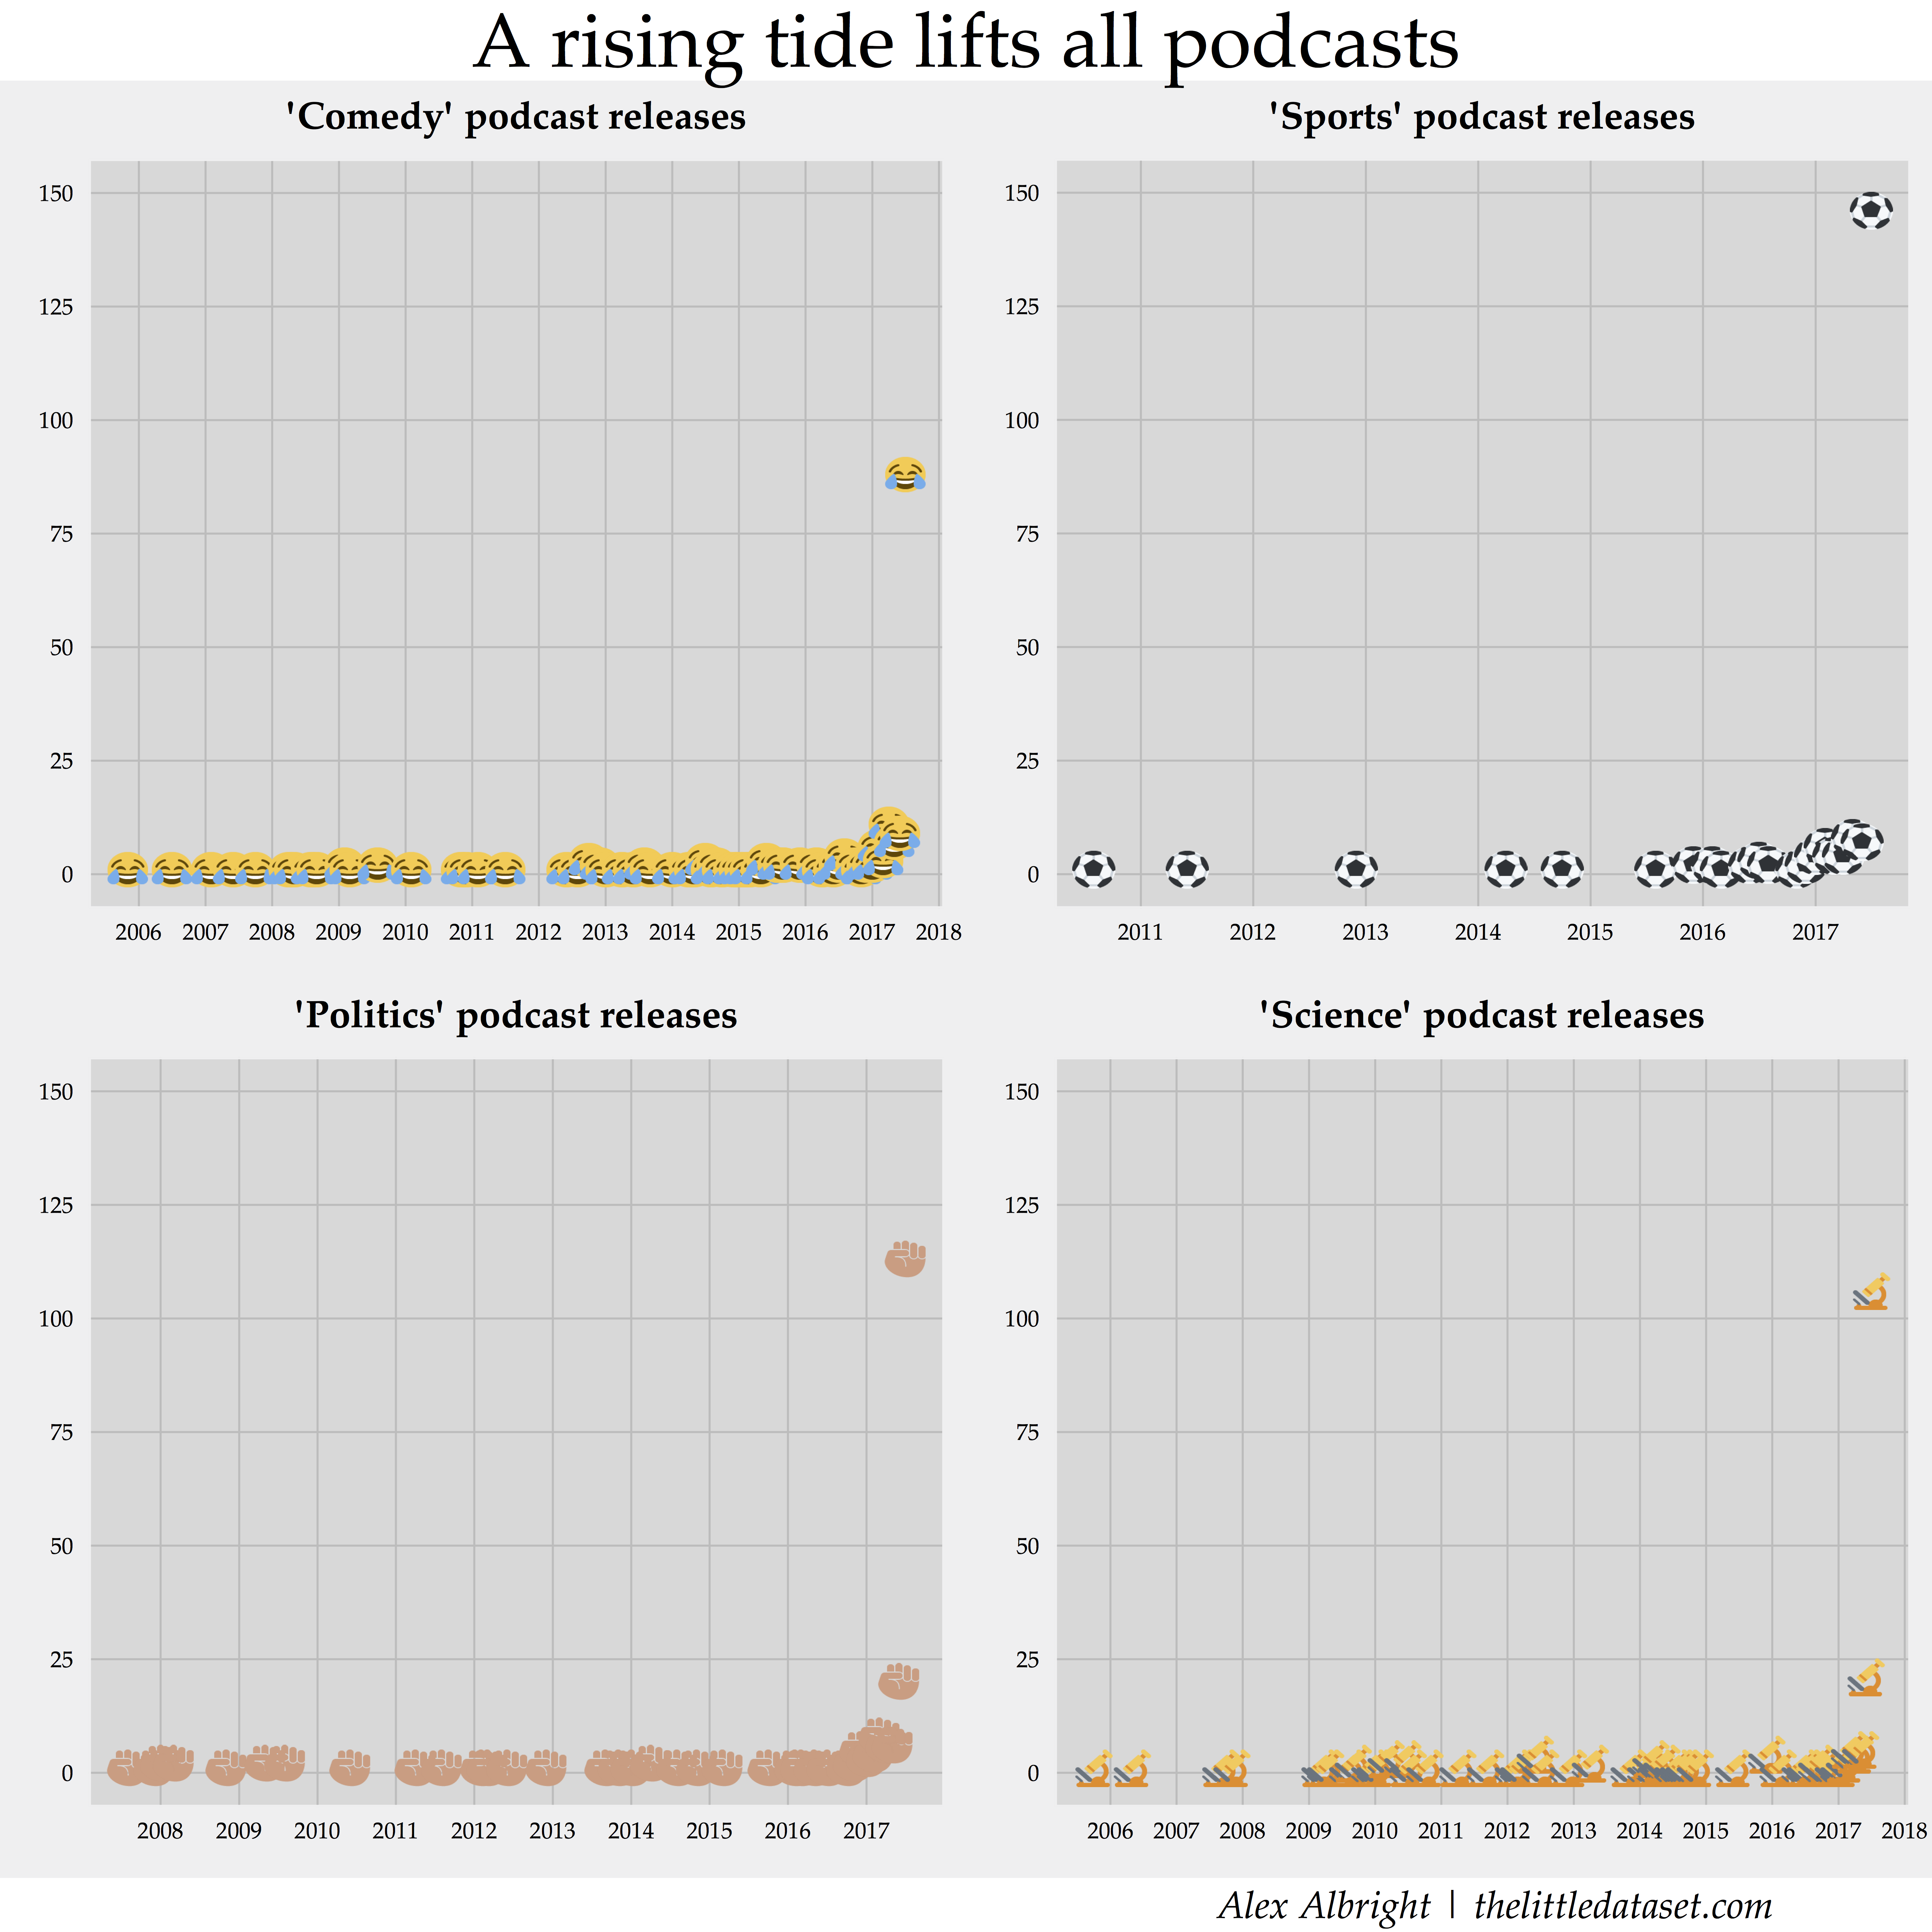 A rising tide lifts all podcasts
'Comedy' podcast releases
150
125
100
75
50
25
0
2006 2007 2008 2009 2010 2011 2012 2013 2014 2015 2016 2017 2018
'Sports' podcast releases
150
125
100
75
50
25
0
2011 2012 2013 2014 2015 2016 2017
'Politics' podcast releases
150
125
100
75
50
25
0
2008 2009 2010 2011 2012 2013 2014 2015 2016 2017
'Science' podcast releases
150
125
100
75
50
25
0
2006 2007 2008 2009 2010 2011 2012 2013 2014 2015 2016 2017 2018
Alex Albright | thelittledataset.com